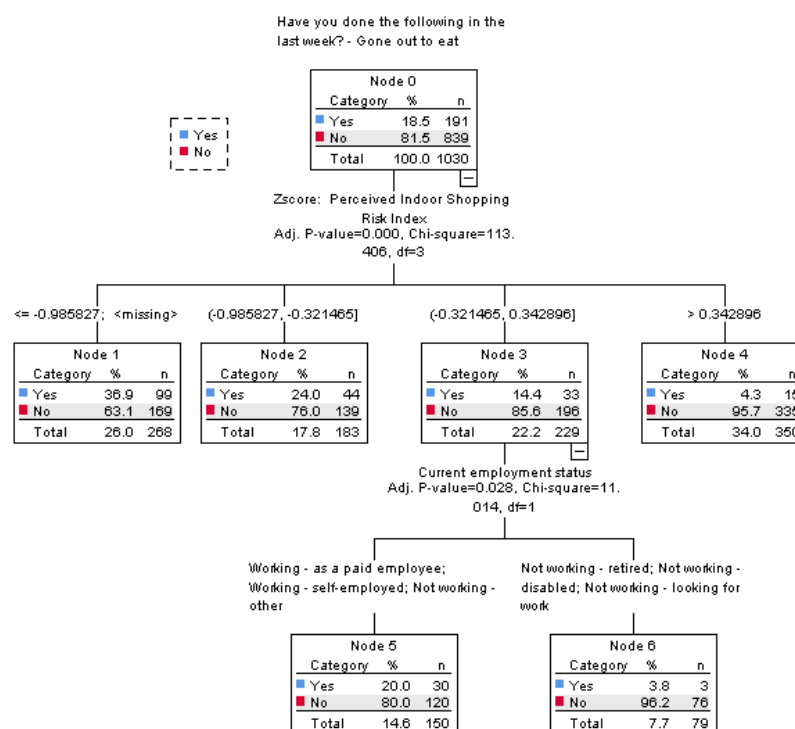 Have you done the following in the
last week? - Gone out to eat
Node 0
Category % n
Yes 18.5 191
No 81.5 839
Total 100.0 1030
Yes
No
Zscore: Perceived Indoor Shopping
Risk Index
Adj. P-value=0.000, Chi-square=113.
406, df=3
<= -0.985827; <missing>
(-0.985827, -0.321465]
(-0.321465, 0.342896]
> 0.342896
Node 1
Category % n
Yes 36.9 99
No 63.1 169
Total 26.0 268
Node 2
Category % n
Yes 24.0 44
No 76.0 139
Total 17.8 183
Node 3
Category % n
Yes 14.4 33
No 85.6 196
Total 22.2 229
Node 4
Category % n
Yes 4.3 15
No 95.7 335
Total 34.0 350
Current employment status
Adj. P-value=0.028, Chi-square=11.
014, df=1
Working - as a paid employee;
Working - self-employed; Not working -
other
Not working - retired; Not working -
disabled; Not working - looking for
work
Node 5
Category % n
Yes 20.0 30
No 80.0 120
Total 14.6 150
Node 6
Category % n
Yes 3.8 3
No 96.2 76
Total 7.7 79